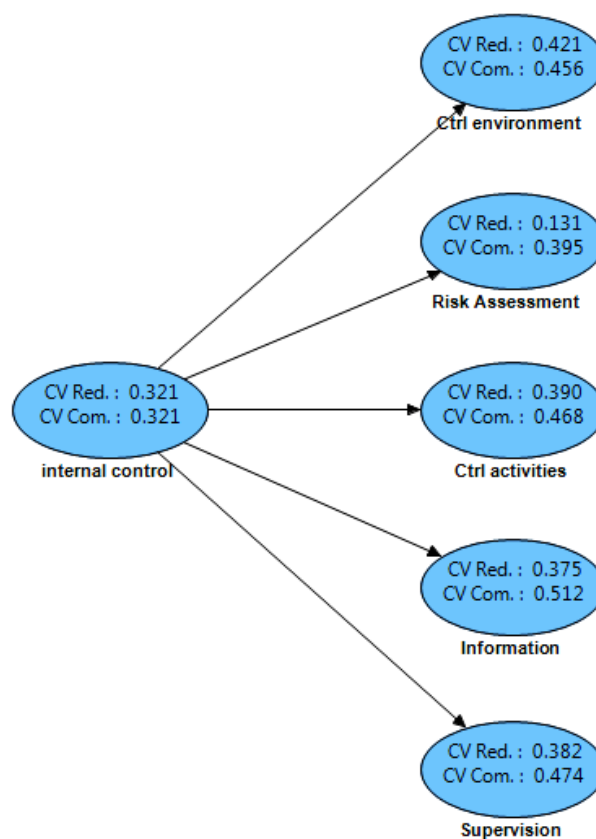 CV Red. : 0.421
CV Com. : 0.456
Ctrl environment
CV Red. : 0.131
CV Com. : 0.395
Risk Assessment
CV Red. : 0.321
CV Com. : 0.321
internal control
CV Red. : 0.390
CV Com. : 0.468
Ctrl activities
CV Red. : 0.375
CV Com. : 0.512
Information
CV Red. : 0.382
CV Com. : 0.474
Supervision